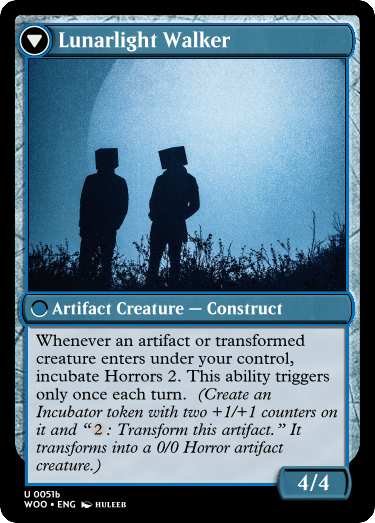 Lunarlight Walker
Artifact Creature — Construct
Whenever an artifact or transformed
creature enters under your control,
incubate Horrors 2. This ability triggers
only once each turn. (Create an
Incubator token with two +1/+1 counters on
it and “2: Transform this artifact.” It
transforms into a 0/0 Horror artifact
creature.)
4/4
U 0051b
WOO • ENG HULEEB